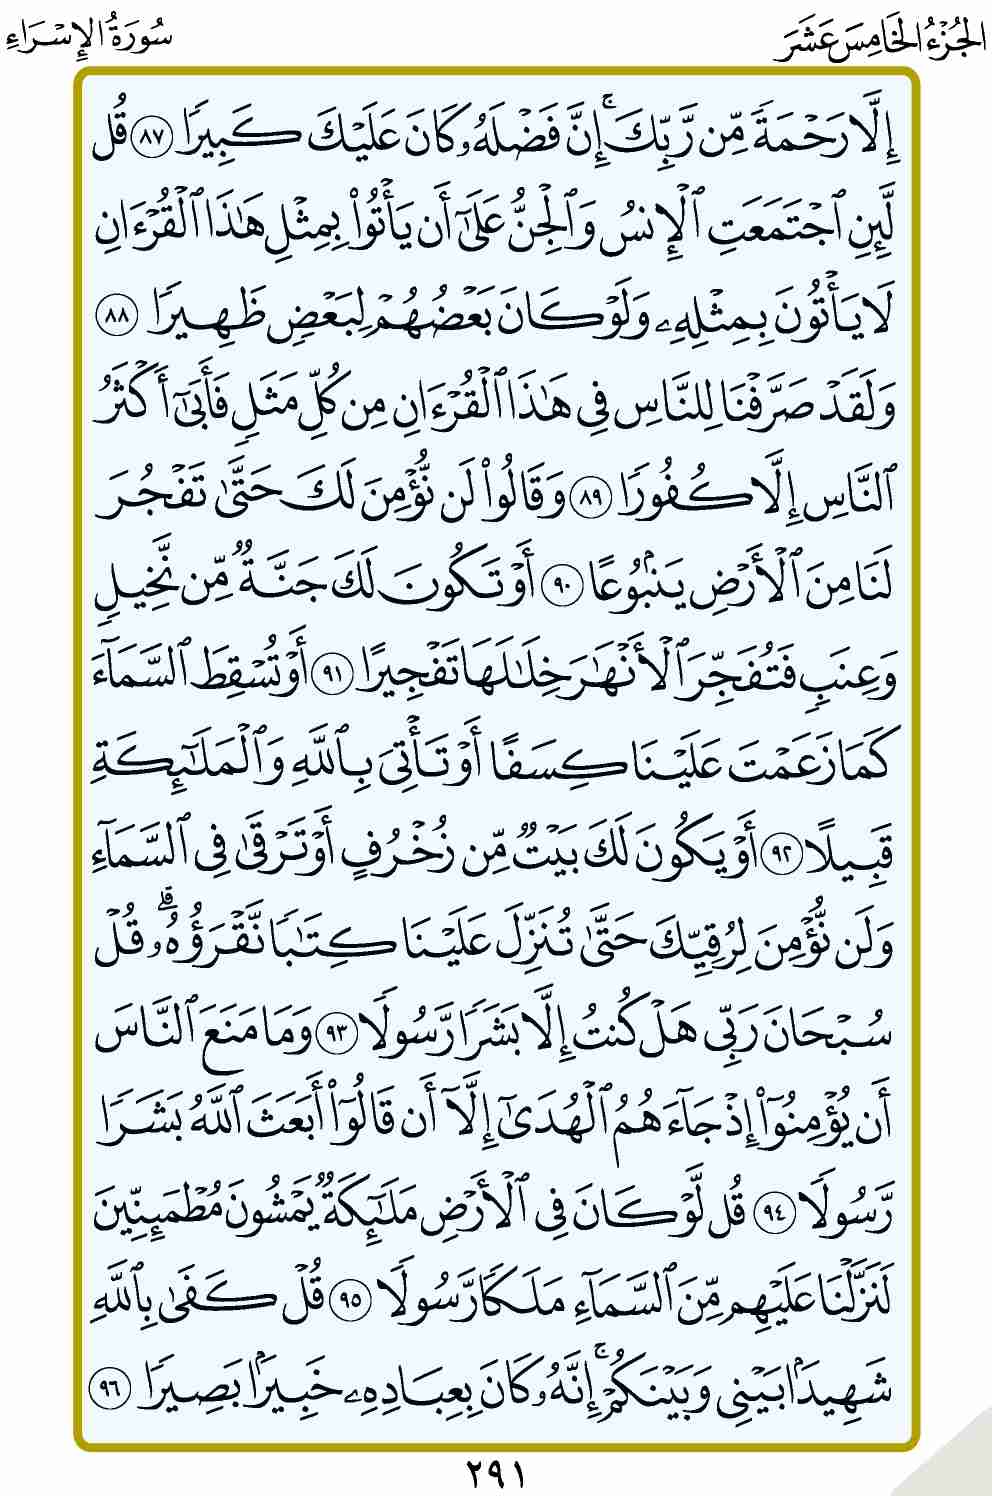 الجُزْءُ الخَامِسَ عَشَرَ
سُورَةُ الإِسْرَاءِ
إِلَّا رَحْمَةً مِّن رَّبِّكَ ۚ إِنَّ فَضْلَهُۥ كَانَ عَلَيْكَ كَبِيرًا ٨٧ قُل
لَّئِنِ ٱجْتَمَعَتِ ٱلْإِنسُ وَٱلْجِنُّ عَلَىٰٓ أَن يَأْتُوا۟ بِمِثْلِ هَٰذَا ٱلْقُرْءَانِ
لَا يَأْتُونَ بِمِثْلِهِۦ وَلَوْ كَانَ بَعْضُهُمْ لِبَعْضٍ ظَهِيرًا ٨٨
وَلَقَدْ صَرَّفْنَا لِلنَّاسِ فِى هَٰذَا ٱلْقُرْءَانِ مِن كُلِّ مَثَلٍ فَأَبَىٰٓ أَكْثَرُ
ٱلنَّاسِ إِلَّا كُفُورًا ٨٩ وَقَالُوا۟ لَن نُّؤْمِنَ لَكَ حَتَّىٰ تَفْجُرَ
لَنَا مِنَ ٱلْأَرْضِ يَنۢبُوعًا ٩٠ أَوْ تَكُونَ لَكَ جَنَّةٌ مِّن نَّخِيلٍ
وَعِنَبٍ فَتُفَجِّرَ ٱلْأَنْهَٰرَ خِلَٰلَهَا تَفْجِيرًا ٩١ أَوْ تُسْقِطَ ٱلسَّمَآءَ
كَمَا زَعَمْتَ عَلَيْنَا كِسَفًا أَوْ تَأْتِىَ بِٱللَّهِ وَٱلْمَلَٰٓئِكَةِ
قَبِيلًا ٩٢ أَوْ يَكُونَ لَكَ بَيْتٌ مِّن زُخْرُفٍ أَوْ تَرْقَىٰ فِى ٱلسَّمَآءِ
وَلَن نُّؤْمِنَ لِرُقِيِّكَ حَتَّىٰ تُنَزِّلَ عَلَيْنَا كِتَٰبًا نَّقْرَؤُهُۥ ۗ قُلْ
سُبْحَانَ رَبِّى هَلْ كُنتُ إِلَّا بَشَرًا رَّسُولًا ٩٣ وَمَا مَنَعَ ٱلنَّاسَ
أَن يُؤْمِنُوٓا۟ إِذْ جَآءَهُمُ ٱلْهُدَىٰٓ إِلَّآ أَن قَالُوٓا۟ أَبَعَثَ ٱللَّهُ بَشَرًا
رَّسُولًا ٩٤ قُل لَّوْ كَانَ فِى ٱلْأَرْضِ مَلَٰٓئِكَةٌ يَمْشُونَ مُطْمَئِنِّينَ
لَنَزَّلْنَا عَلَيْهِم مِّنَ ٱلسَّمَآءِ مَلَكًا رَّسُولًا ٩٥ قُلْ كَفَىٰ بِٱللَّهِ
شَهِيدًۢا بَيْنِى وَبَيْنَكُمْ ۚ إِنَّهُۥ كَانَ بِعِبَادِهِۦ خَبِيرًۢا بَصِيرًا ٩٦
٢٩١